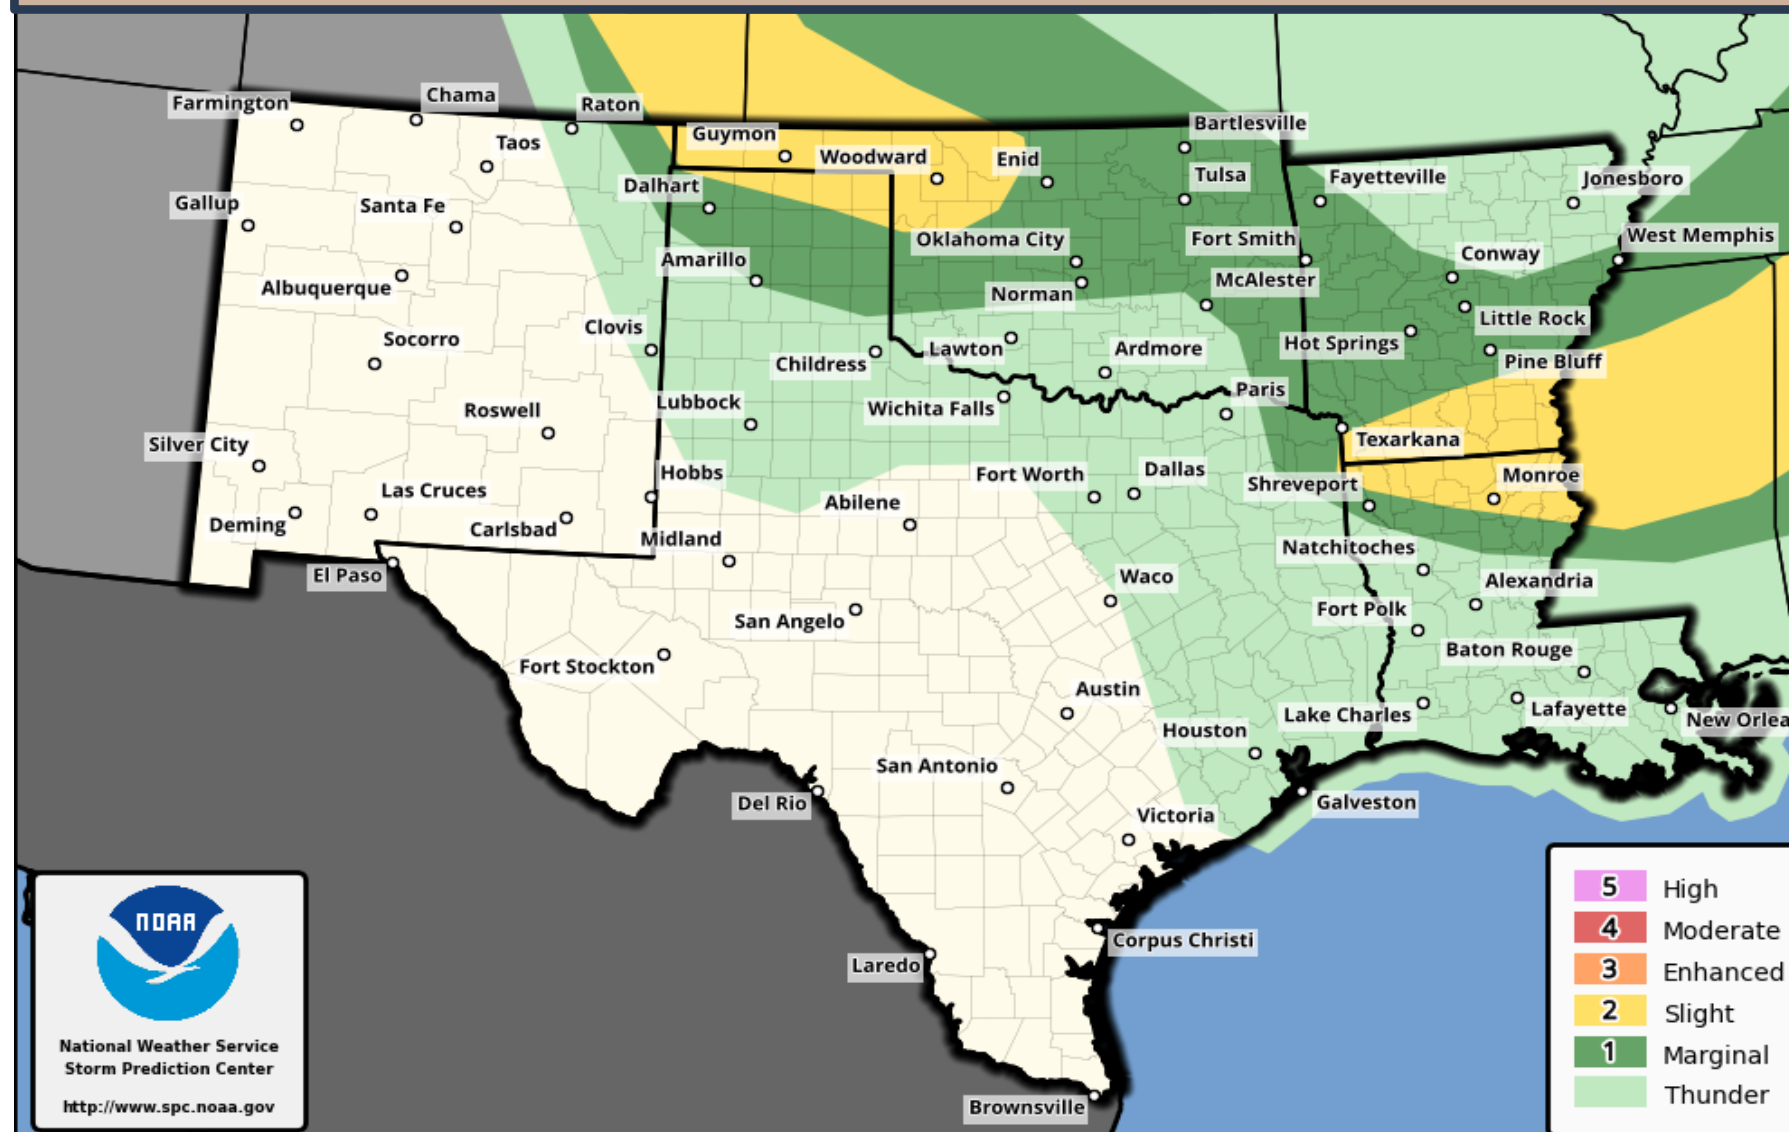 Farmington
Chama
Raton
Taos
Guymon
Woodward
Enid
Bartlesville
Tulsa
Fayetteville
Jonesboro
Gallup
Santa Fe
Dalhart
Oklahoma City
Fort Smith
West Memphis
Albuquerque
Amarillo
Norman
McAlester
Conway
Socorro
Clovis
Childress
Lawton
Ardmore
Hot Springs
Little Rock
Pine Bluff
Roswell
Lubbock
Wichita Falls
Paris
Texarkana
Silver City
Hobbs
Fort Worth
Dallas
Shreveport
Monroe
Las Cruces
Deming
Carlsbad
Midland
Abilene
Natchitoches
El Paso
Waco
Alexandria
San Angelo
Fort Polk
Fort Stockton
Baton Rouge
Austin
Lake Charles
Lafayette
New Orlea
Houston
San Antonio
Del Rio
Victoria
Galveston
Corpus Christi
Laredo
Brownsville
NOAA
National Weather Service
Storm Prediction Center
http://www.spc.noaa.gov
5 High
4 Moderate
3 Enhanced
2 Slight
1 Marginal
Thunder